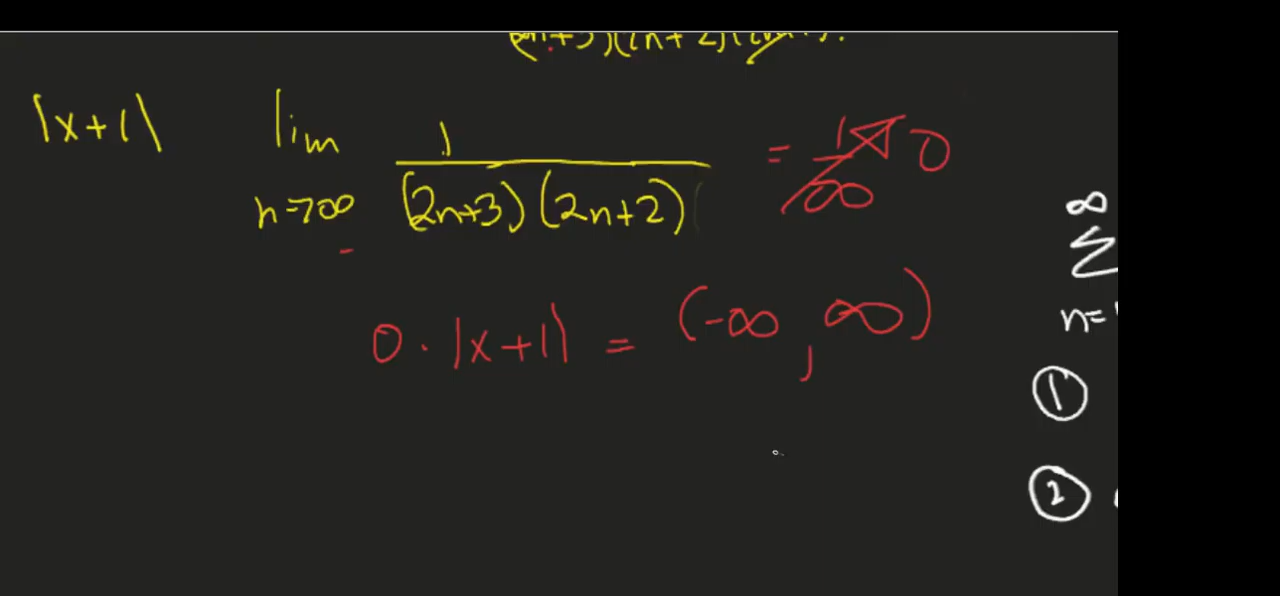 |x+1| lim n=>∞ 1 / (2n+3)(2n+2) = 1/∞ 0
0 · |x+1| = (-∞, ∞)
∞
Σ
n=
①
②